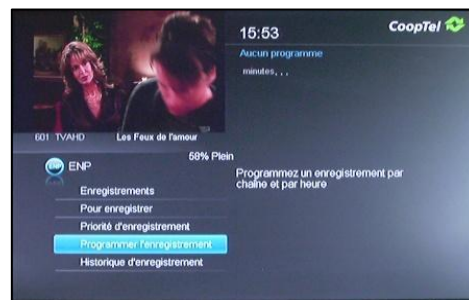 15:53
CoopTel
Aucun programme
minutes, , ,
601 TVAHD Les Feux de l'amour
58% Plein
ENP ENP
Programmez un enregistrement par
chaîne et par heure
Enregistrements
Pour enregistrer
Priorité d'enregistrement
Programmer l'enregistrement
Historique d'enregistrement